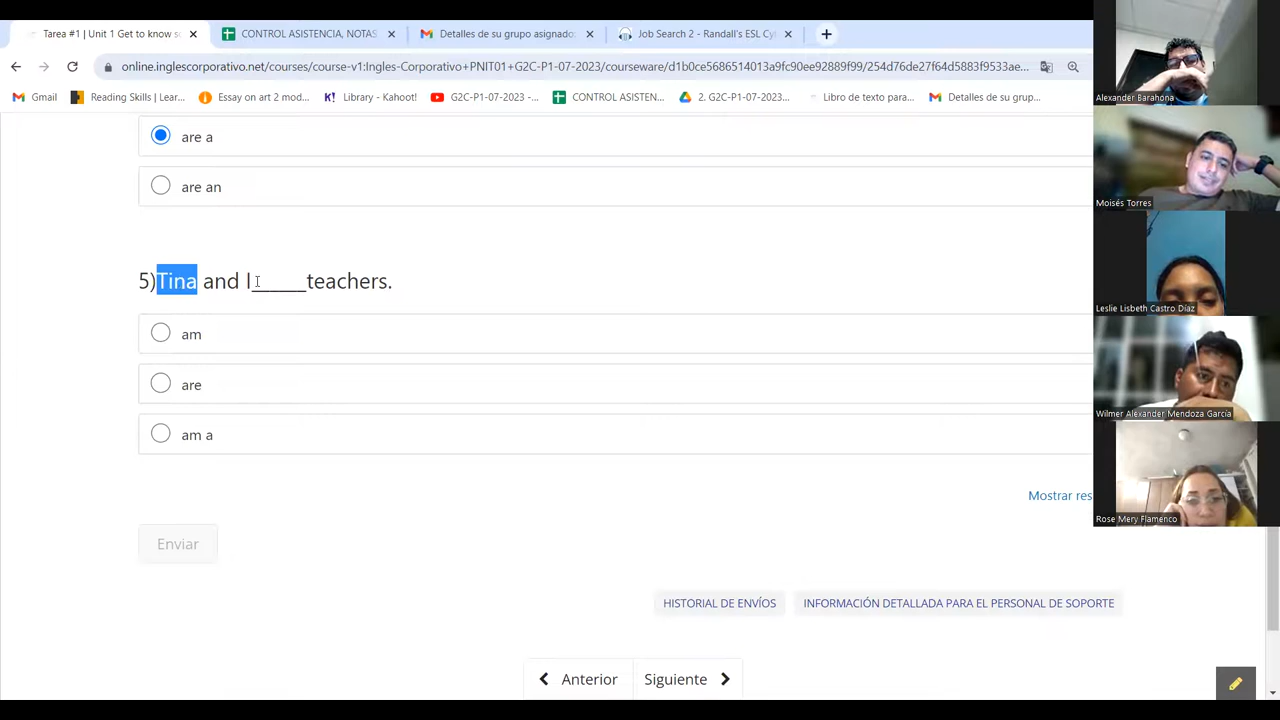 Tarea #1 | Unit 1 Get to know so
CONTROL ASISTENCIA, NOTAS
Detalles de su grupo asignado
Job Search 2 - Randall's ESL Cy
online.inglescorporativo.net/courses/course-v1:Ingles-Corporativo+PNITD1+G2C-P1-07-2023/courseware/d1b0ce5686514013a9fc90ee92889f99/254d76de27f64d5883f9533ae...
Gmail
Reading Skills | Lear...
Essay on art 2 mod...
Library - Kahoot!
P1-07-2023 -...
CONTROL ASISTEN...
2. G2C-P1-07-2023...
Libro de texto para...
Detalles de su grup...
are a
are an
5)Tina and I_____teachers.
am
are
am a
Mostrar res
Enviar
HISTORIAL DE ENVÍOS
INFORMACIÓN DETALLADA PARA EL PERSONAL DE SOPORTE
Anterior
Siguiente
Alexander Barahona
Moisés Torres
Leslie Lisbeth Castro Díaz
Wilmer Alexander Mendoza García
Rose Mery Flamenco